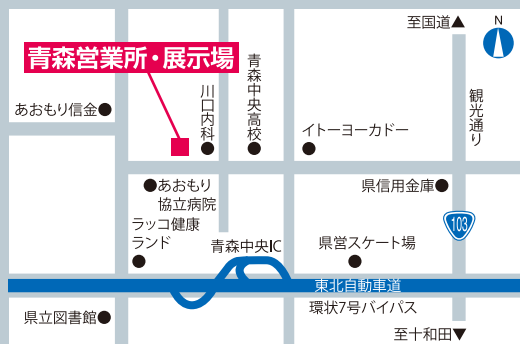 至国道▲
N
青森営業所・展示場
青森中央高校
川口内科
観光通り
あおもり信金●
イトーヨーカドー
●あおもり
協立病院
県信用金庫●
ラッコ健康
ランド
103
青森中央IC
県営スケート場
東北自動車道
環状7号バイパス
県立図書館●
至十和田▼